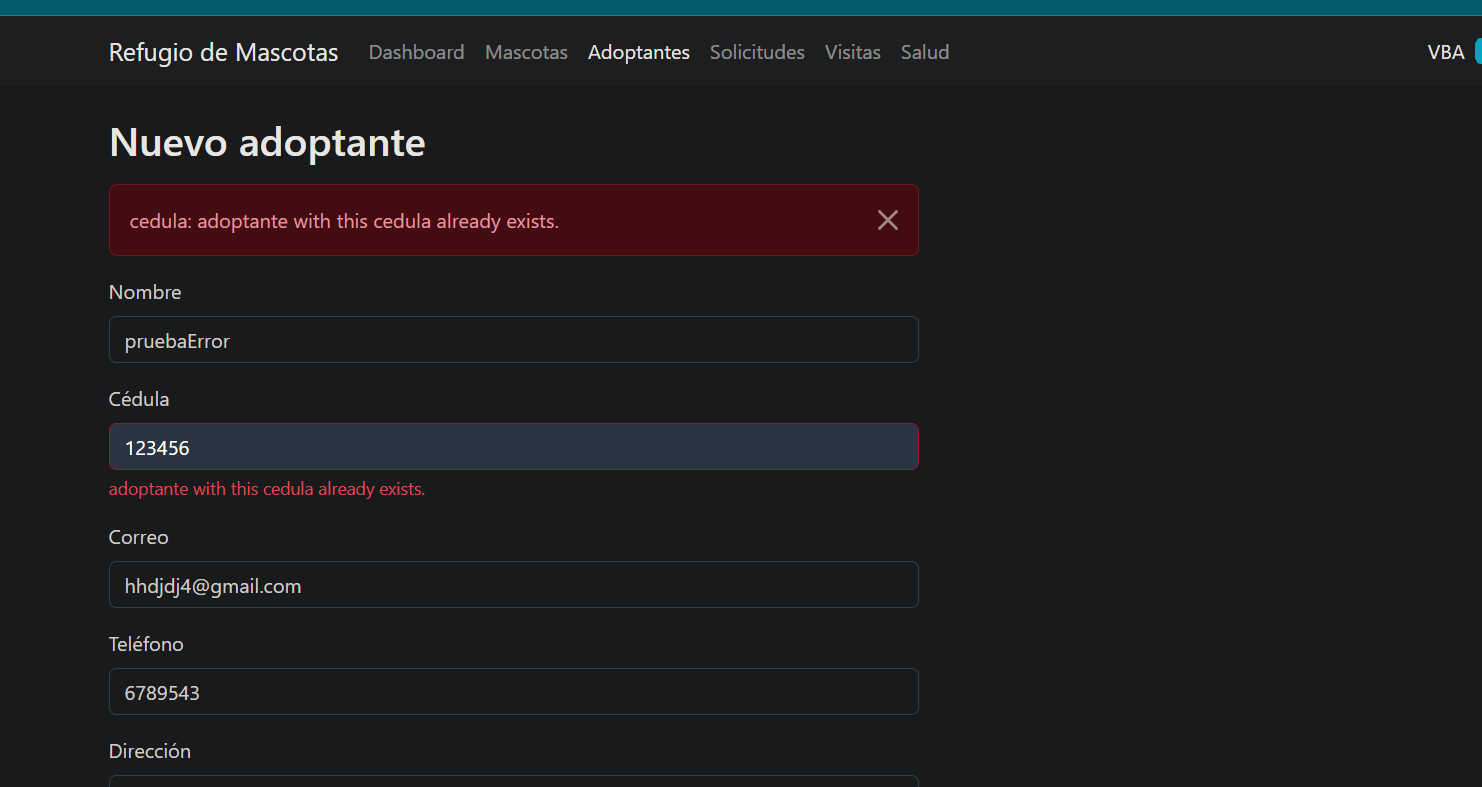 Refugio de Mascotas Dashboard Mascotas Adoptantes Solicitudes Visitas Salud VBA
Nuevo adoptante
cedula: adoptante with this cedula already exists.
Nombre
pruebaError
Cédula
123456
adoptante with this cedula already exists.
Correo
hhdjdj4@gmail.com
Teléfono
6789543
Dirección